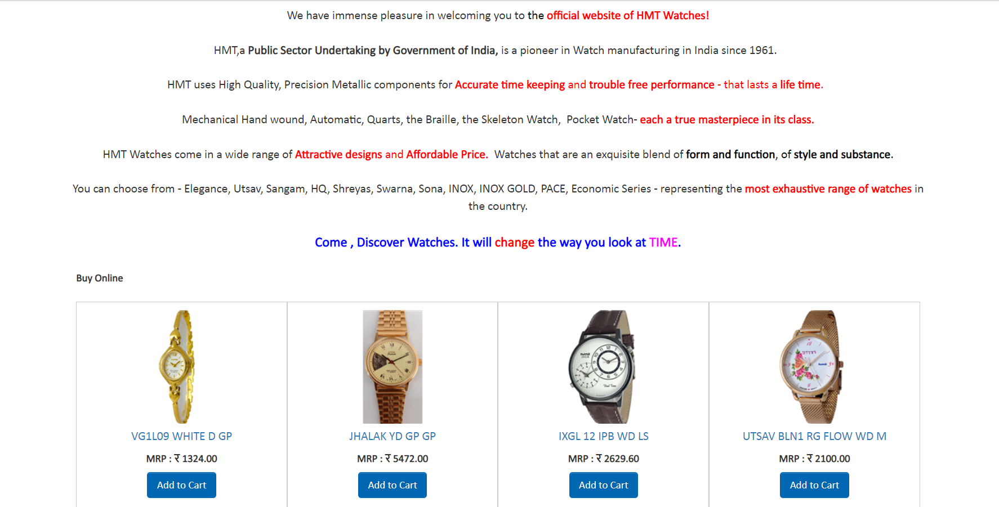 We have immense pleasure in welcoming you to the official website of HMT Watches!
HMT,a Public Sector Undertaking by Government of India, is a pioneer in Watch manufacturing in India since 1961.
HMT uses High Quality, Precision Metallic components for Accurate time keeping and trouble free performance - that lasts a life time.
Mechanical Hand wound, Automatic, Quarts, the Braille, the Skeleton Watch,  Pocket Watch- each a true masterpiece in its class.
HMT Watches come in a wide range of Attractive designs and Affordable Price.  Watches that are an exquisite blend of form and function, of style and substance.
You can choose from - Elegance, Utsav, Sangam, HQ, Shreyas, Swarna, Sona, INOX, INOX GOLD, PACE, Economic Series - representing the most exhaustive range of watches in
the country.
Come , Discover Watches. It will change the way you look at TIME.
Buy Online
VG1L09 WHITE D GP
JHALAK YD GP GP
IXGL 12 IPB WD LS
UTSAV BLN1 RG FLOW WD M
MRP : ₹ 1324.00
MRP : ₹ 5472.00
MRP : ₹ 2629.60
MRP : ₹ 2100.00
Add to Cart
Add to Cart
Add to Cart
Add to Cart